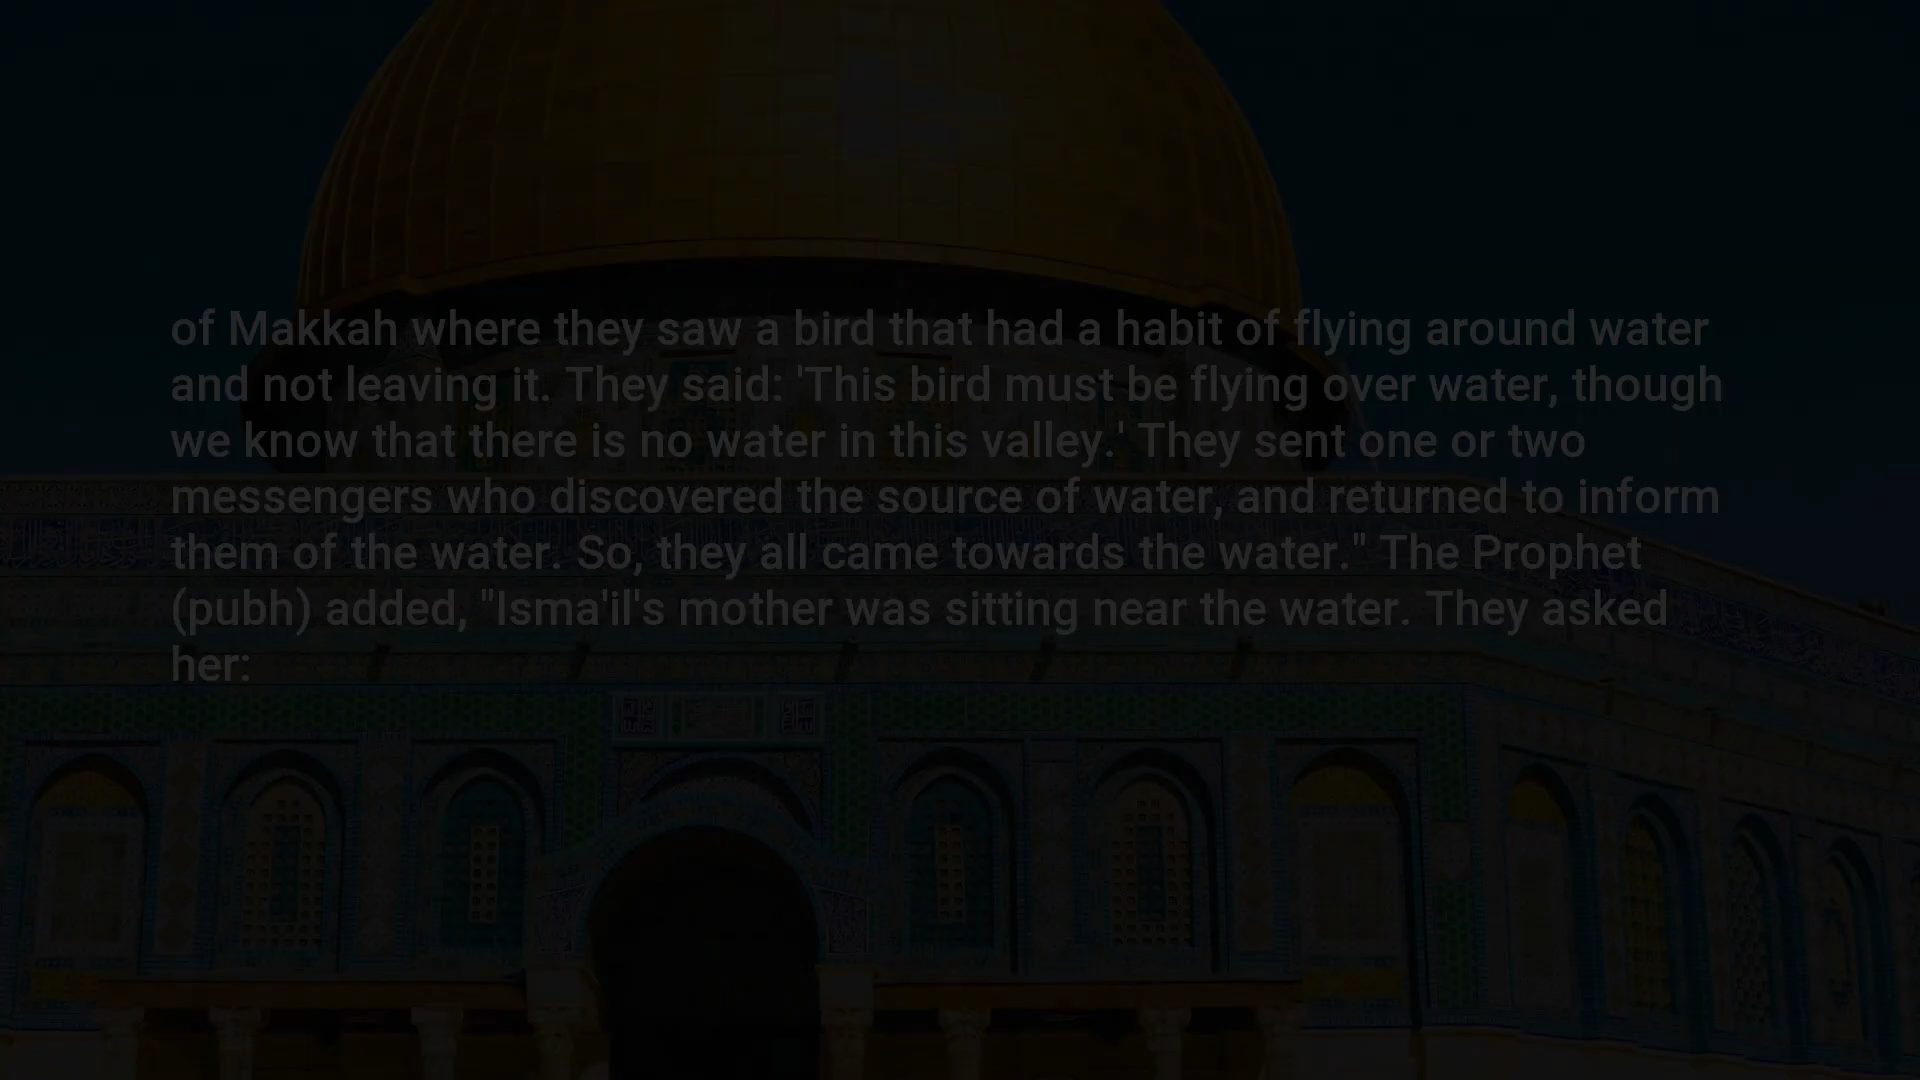 of Makkah where they saw a bird that had a habit of flying around water
and not leaving it. They said: 'This bird must be flying over water, though
we know that there is no water in this valley.' They sent one or two
messengers who discovered the source of water, and returned to inform
them of the water. So, they all came towards the water." The Prophet
(pubh) added, "Isma'il's mother was sitting near the water. They asked
her: